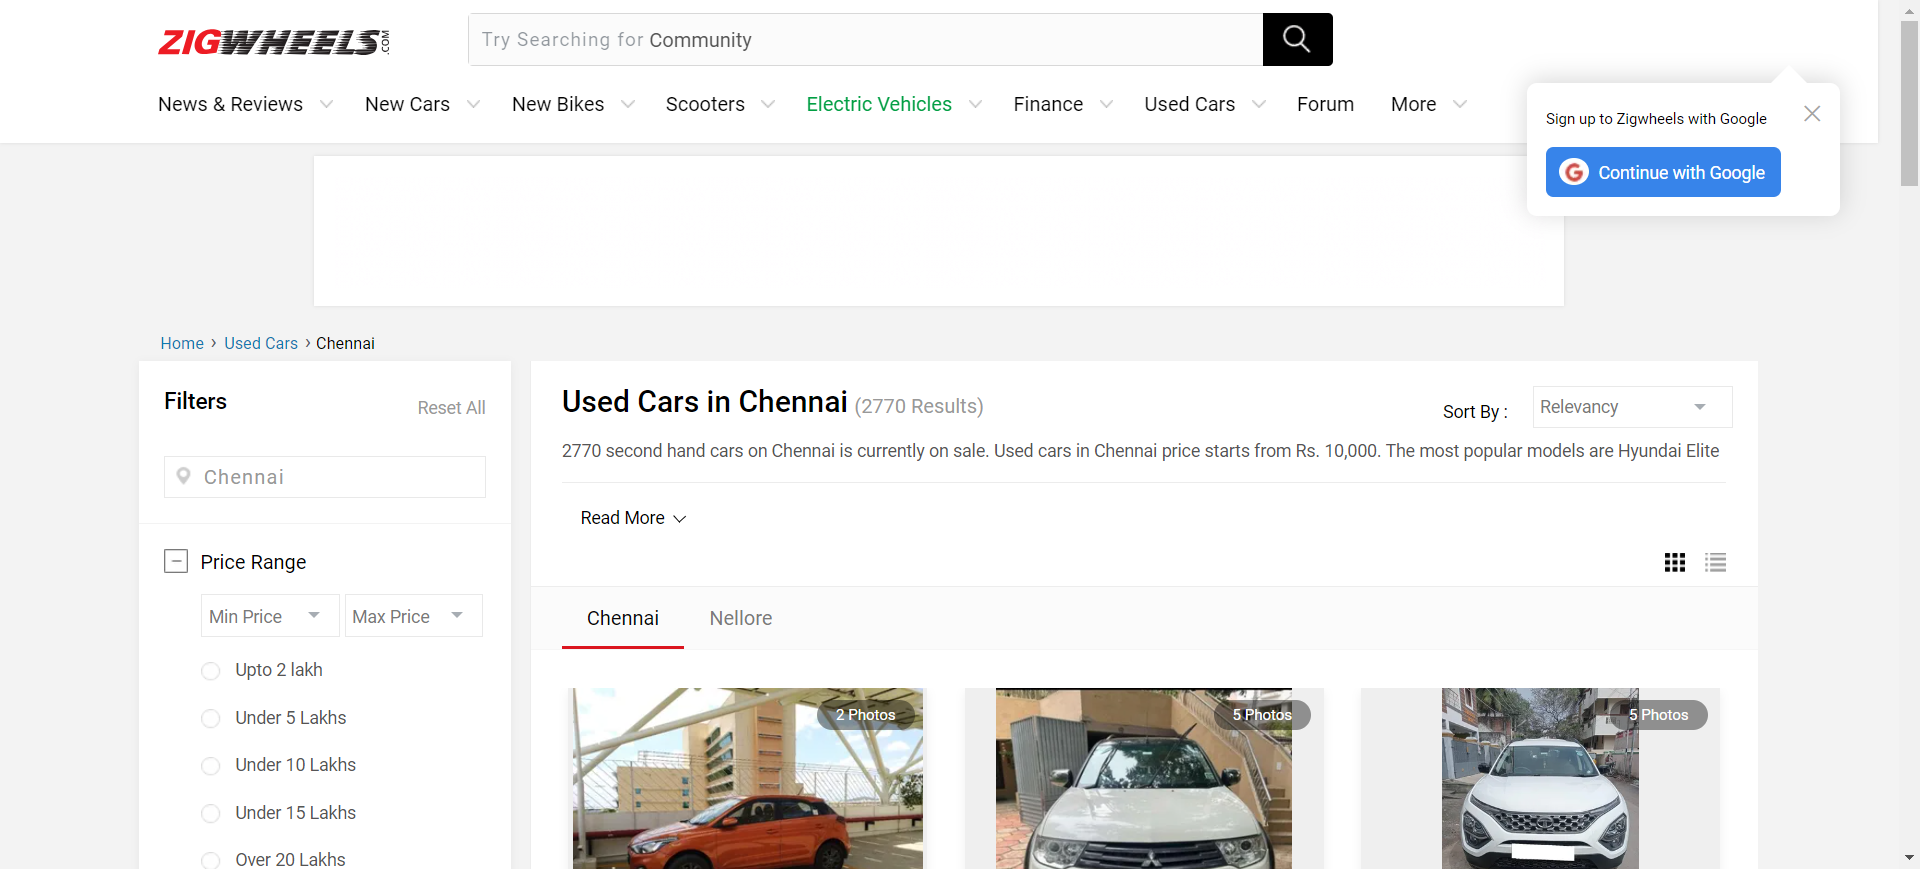 ZIGWHEELS.COM
Try Searching for Community
News & Reviews
New Cars
New Bikes
Scooters
Electric Vehicles
Finance
Used Cars
Forum
More
Sign up to Zigwheels with Google
G Continue with Google
Home › Used Cars › Chennai
Filters
Reset All
Chennai
Price Range
Min Price
Max Price
Upto 2 lakh
Under 5 Lakhs
Under 10 Lakhs
Under 15 Lakhs
Over 20 Lakhs
Used Cars in Chennai (2770 Results)
Sort By :
Relevancy
2770 second hand cars on Chennai is currently on sale. Used cars in Chennai price starts from Rs. 10,000. The most popular models are Hyundai Elite
Read More
Chennai
Nellore
2 Photos
5 Photos
5 Photos